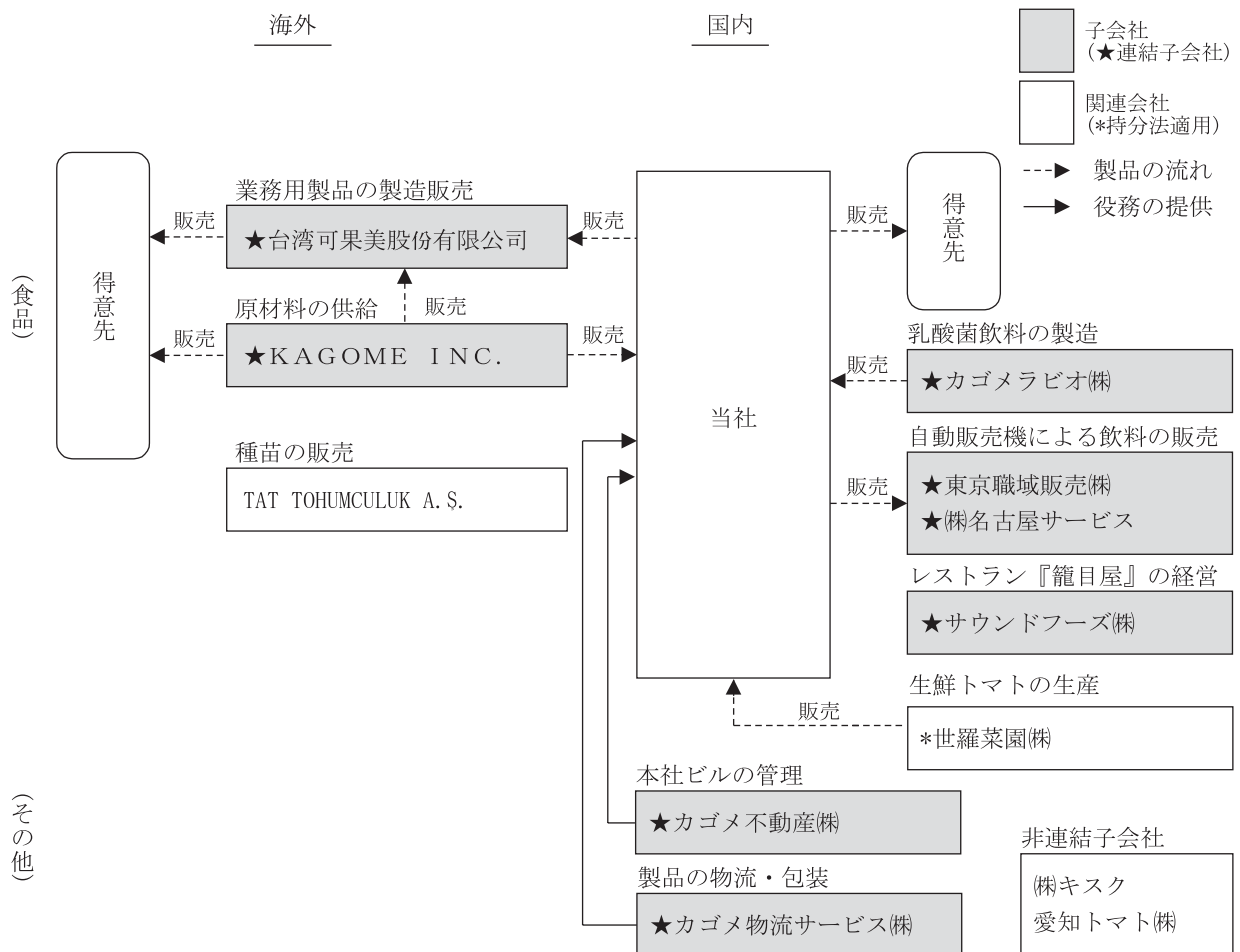 海外
国内
子会社
(★連結子会社)
関連会社
(*持分法適用)
製品の流れ
役務の提供
(食品)
得意先
業務用製品の製造販売
販売
★台湾可果美股份有限公司
販売
販売
得意先
原材料の供給
販売
販売
★KAGOME INC.
販売
乳酸菌飲料の製造
販売
★カゴメラビオ㈱
当社
種苗の販売
TAT TOHUMCULUK A.Ş.
自動販売機による飲料の販売
販売
★東京職域販売㈱
★㈱名古屋サービス
レストラン『籠目屋』の経営
★サウンドフーズ㈱
生鮮トマトの生産
販売
*世羅菜園㈱
(その他)
本社ビルの管理
★カゴメ不動産㈱
製品の物流・包装
★カゴメ物流サービス㈱
非連結子会社
㈱キスク
愛知トマト㈱